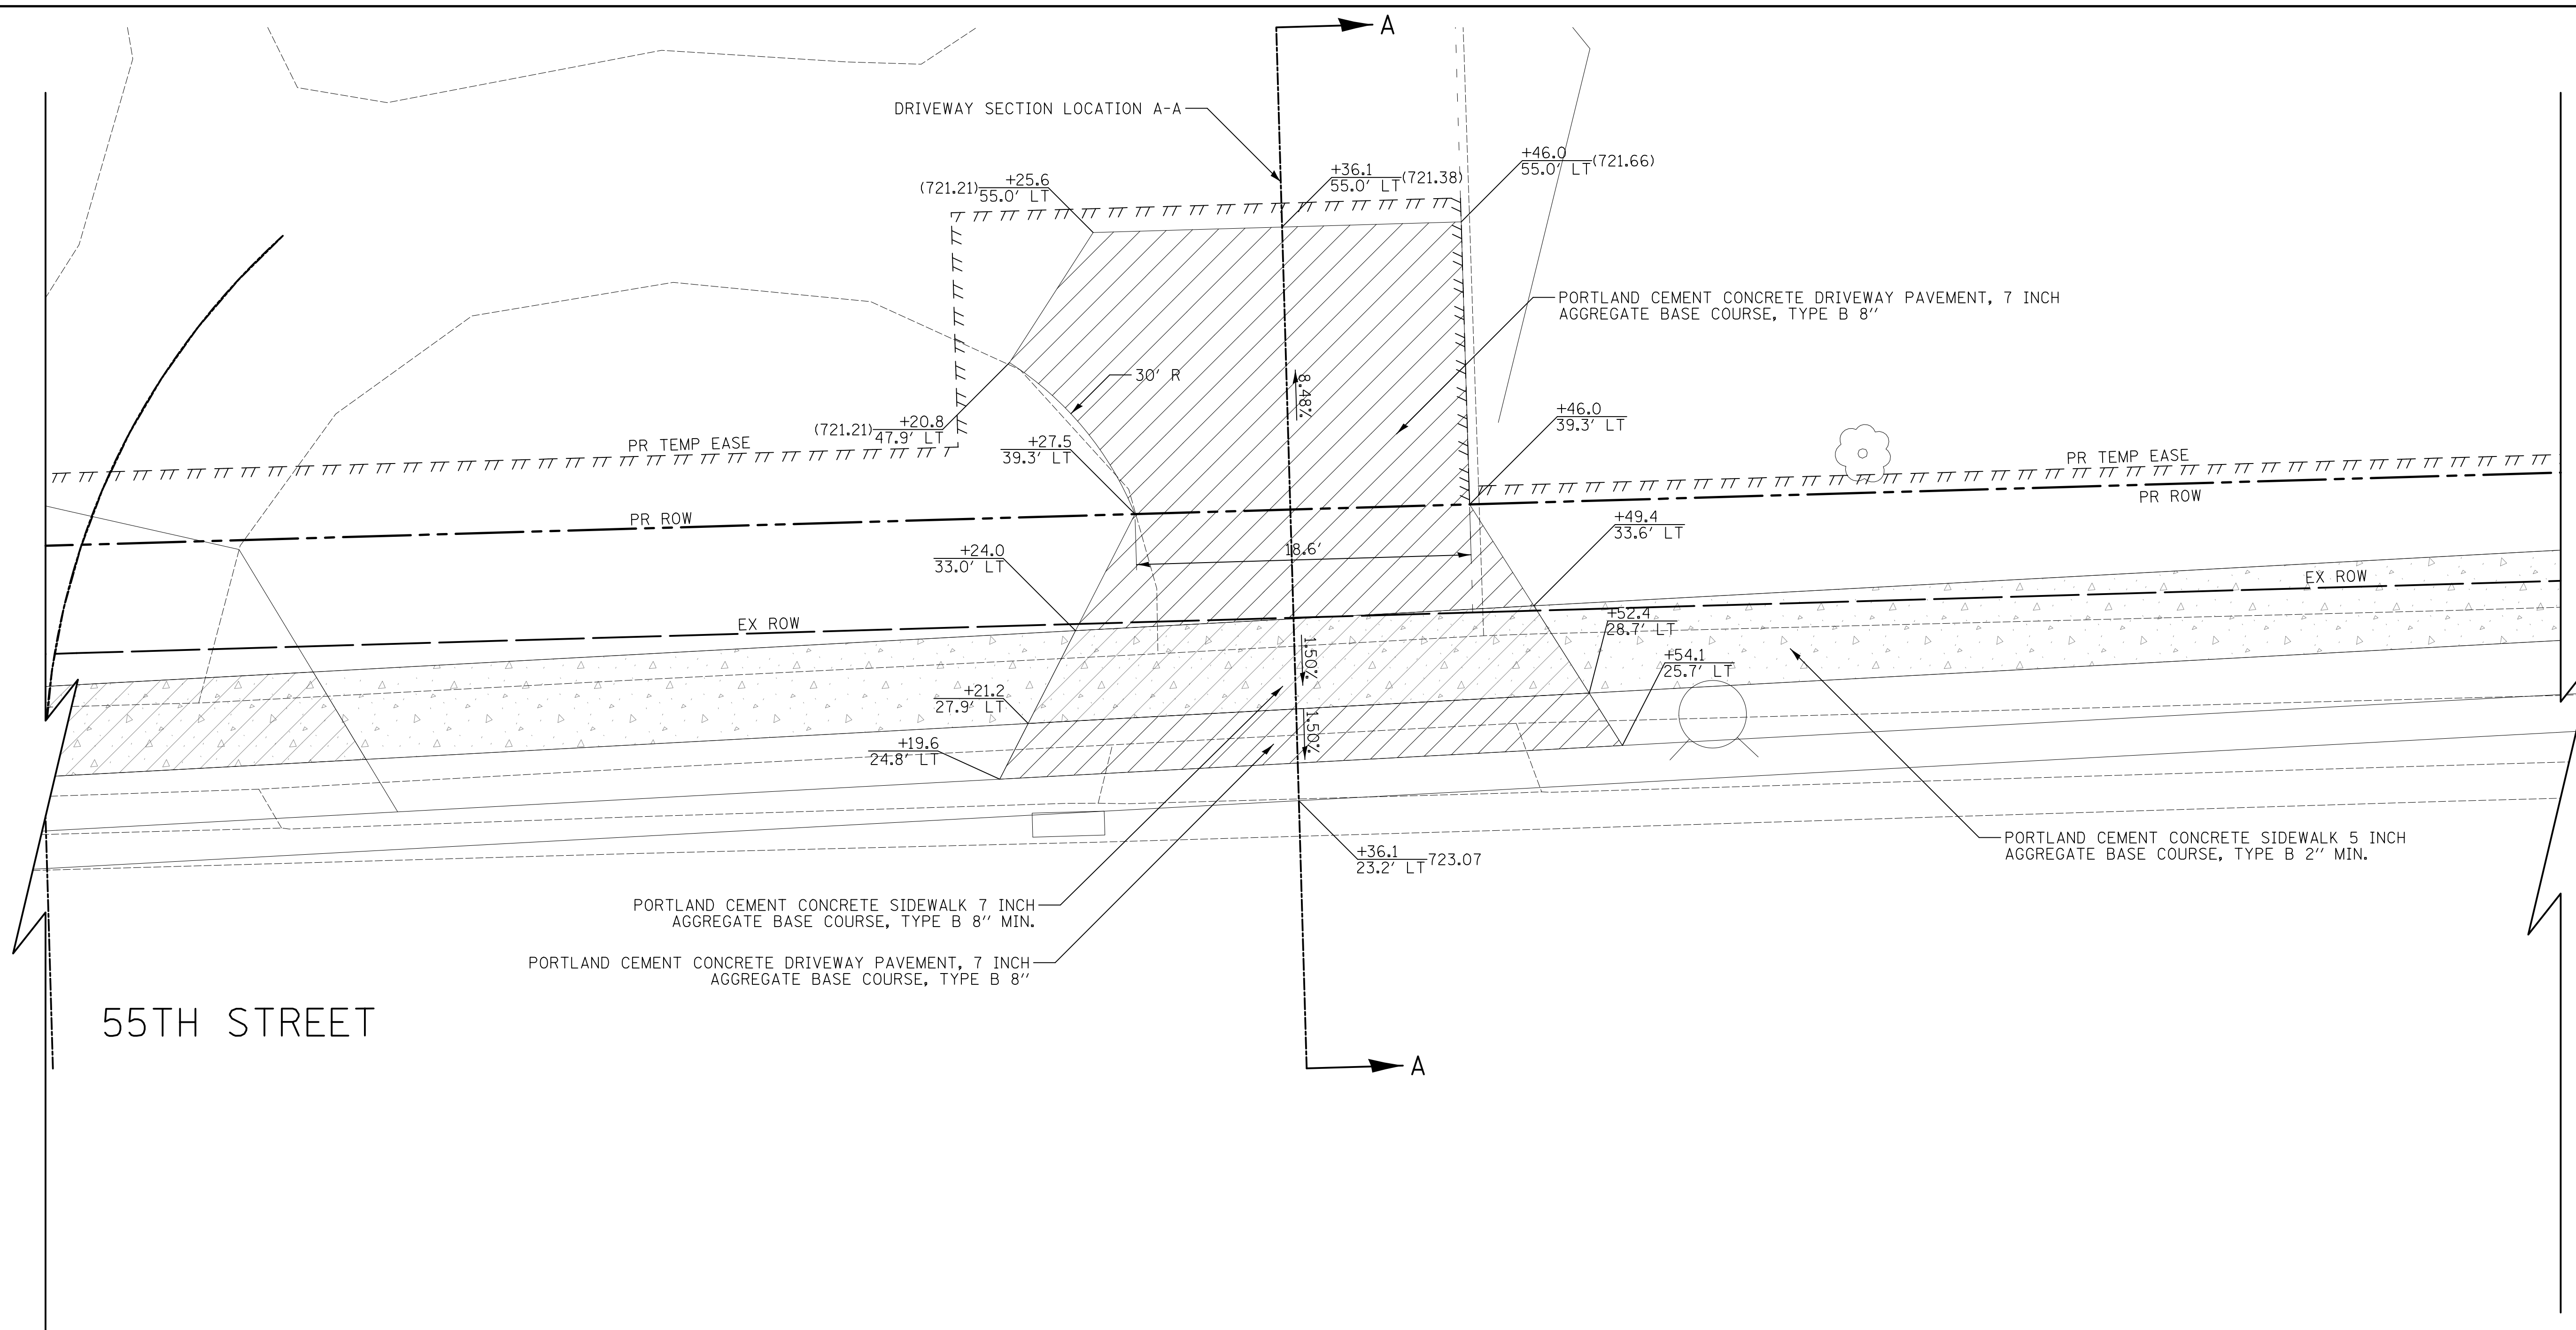 A
DRIVEWAY SECTION LOCATION A-A
+46.0
55.0' LT
(721.66)
+36.1
55.0' LT
(721.38)
(721.21)
+25.6
55.0' LT
PORTLAND CEMENT CONCRETE DRIVEWAY PAVEMENT, 7 INCH
AGGREGATE BASE COURSE, TYPE B 8"
30' R
8.48%
+46.0
39.3' LT
(721.21)
+20.8
47.9' LT
+27.5
39.3' LT
PR TEMP EASE
PR TEMP EASE
PR ROW
PR ROW
+49.4
33.6' LT
+24.0
33.0' LT
18.6'
EX ROW
EX ROW
+52.4
28.7' LT
1.50%
+54.1
25.7' LT
+21.2
27.9' LT
1.50%
+19.6
24.8' LT
PORTLAND CEMENT CONCRETE SIDEWALK 5 INCH
AGGREGATE BASE COURSE, TYPE B 2" MIN.
+36.1
23.2' LT
723.07
PORTLAND CEMENT CONCRETE SIDEWALK 7 INCH
AGGREGATE BASE COURSE, TYPE B 8" MIN.
PORTLAND CEMENT CONCRETE DRIVEWAY PAVEMENT, 7 INCH
AGGREGATE BASE COURSE, TYPE B 8"
55TH STREET
A